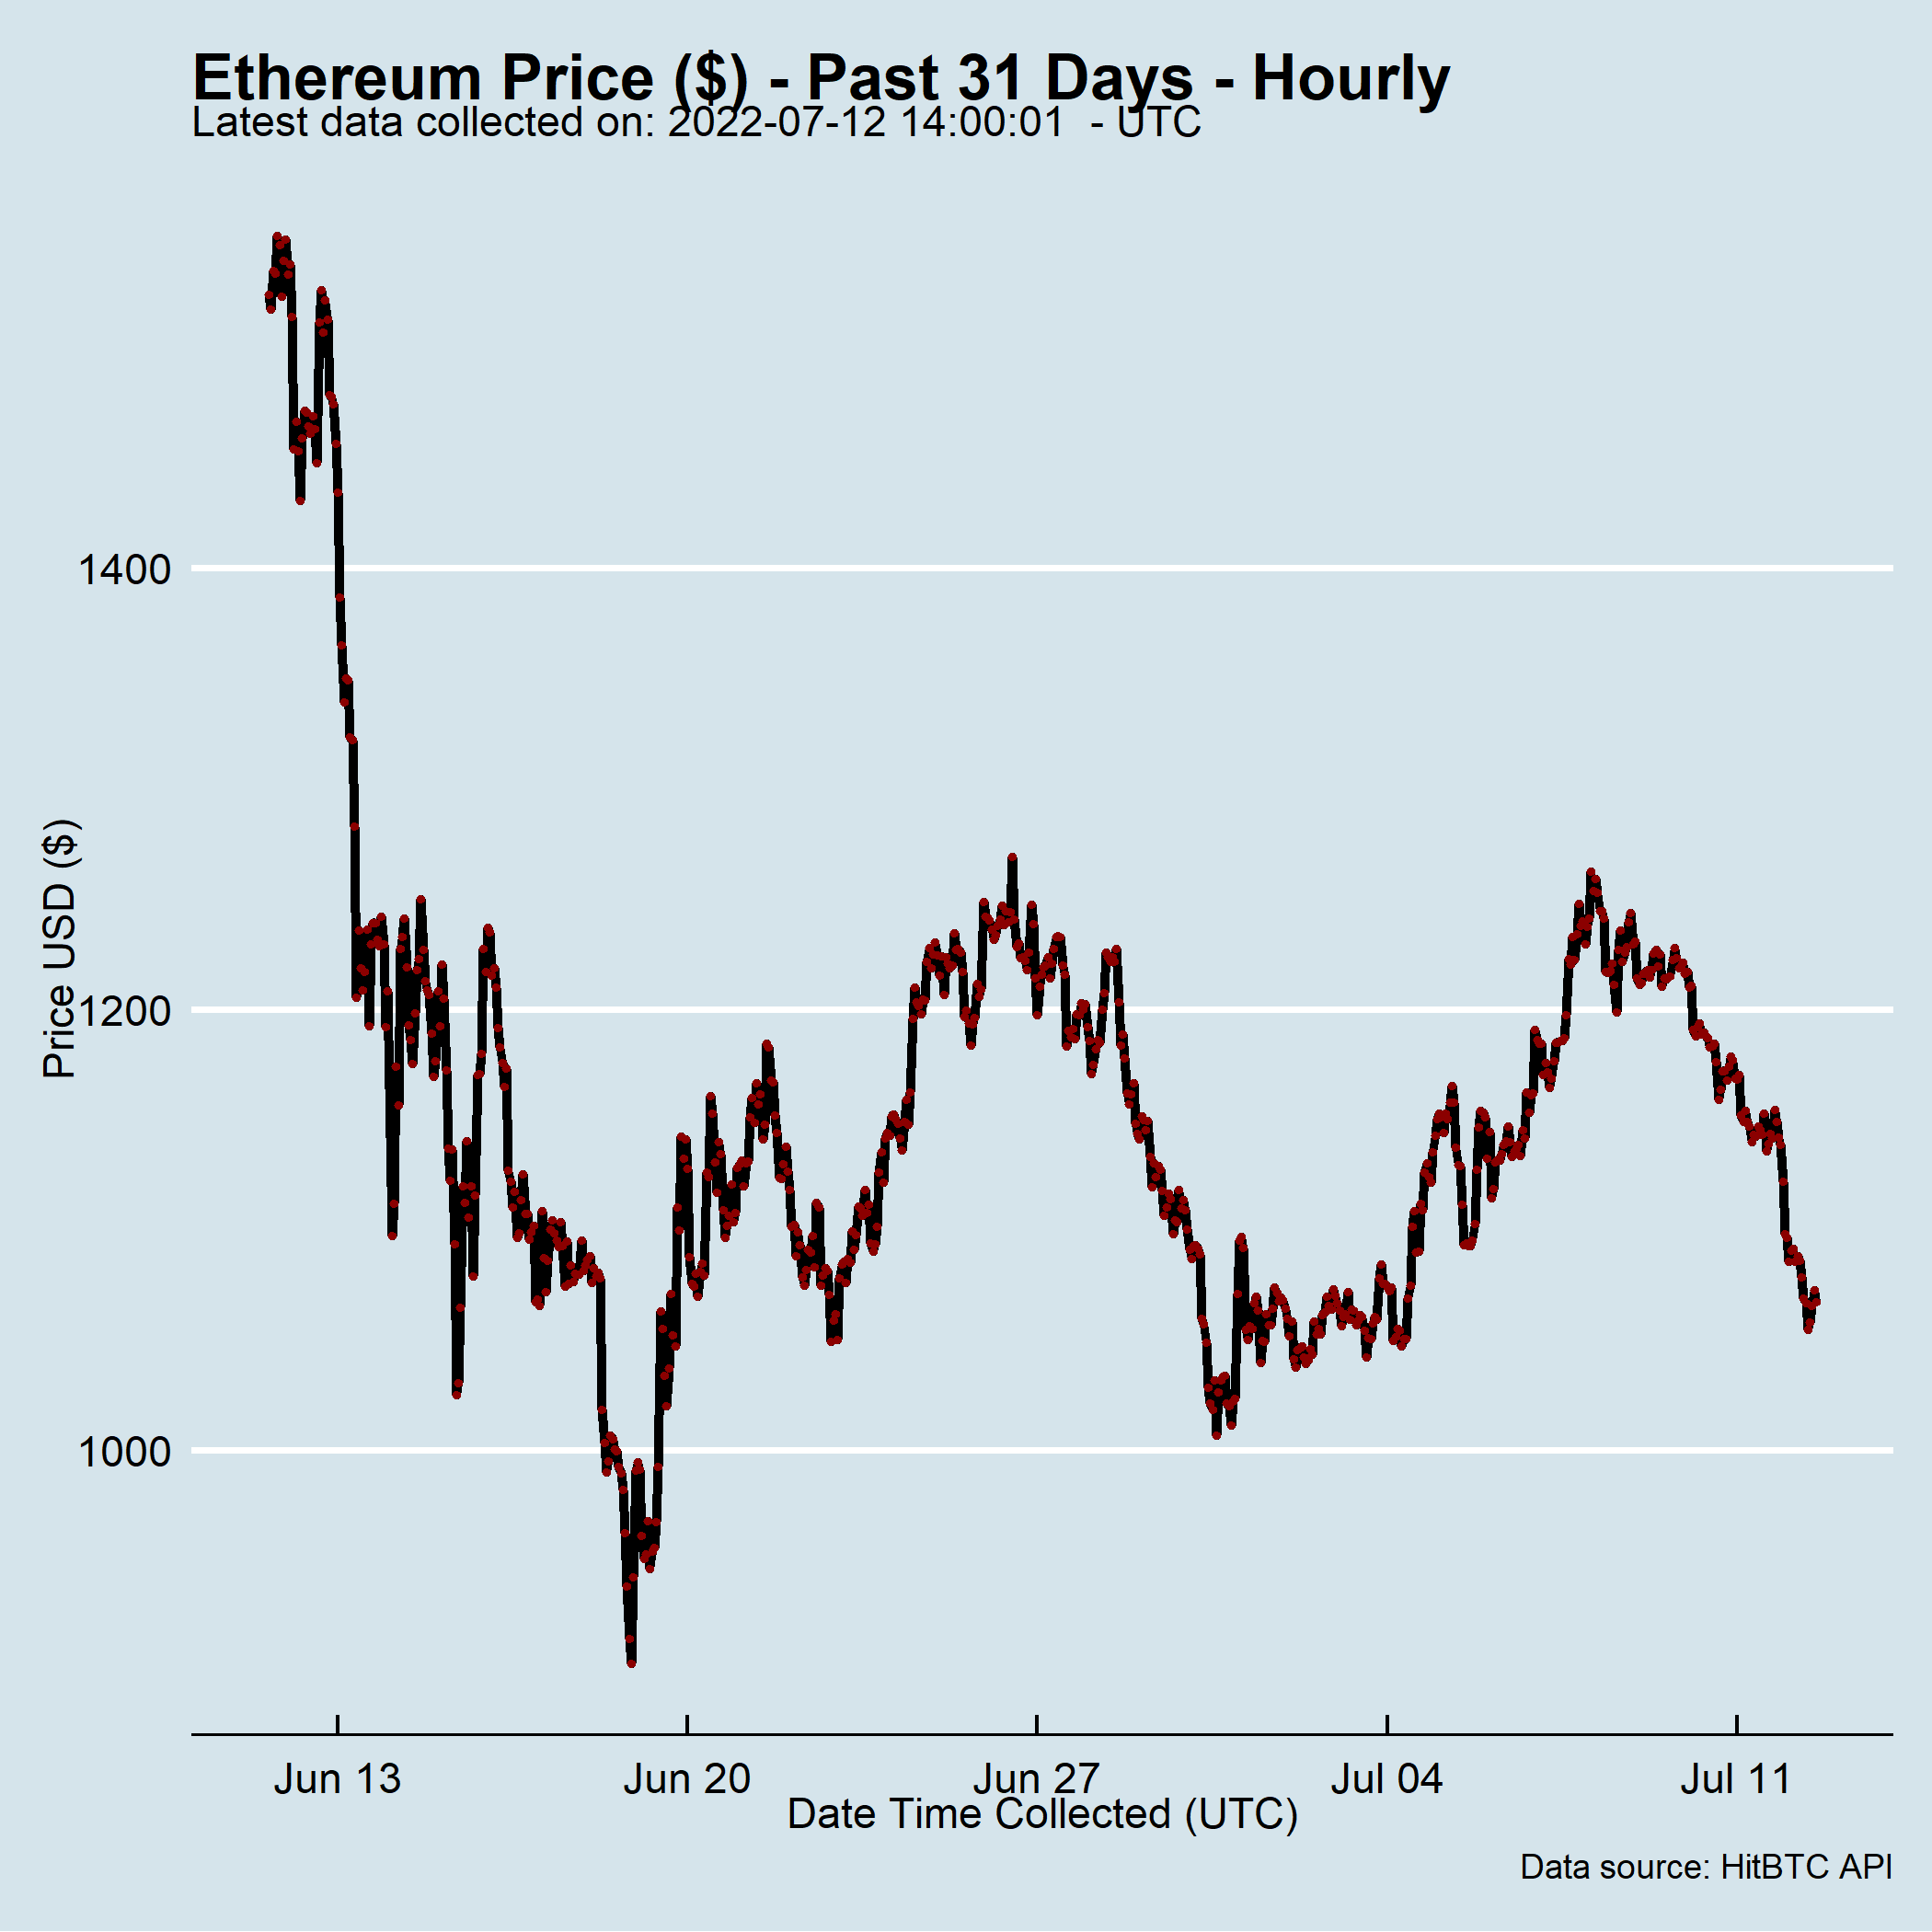 Ethereum Price ($) - Past 31 Days - Hourly
Latest data collected on: 2022-07-12 14:00:01  - UTC
Price USD ($)
1400
1200
1000
Jun 13
Jun 20
Jun 27
Jul 04
Jul 11
Date Time Collected (UTC)
Data source: HitBTC API